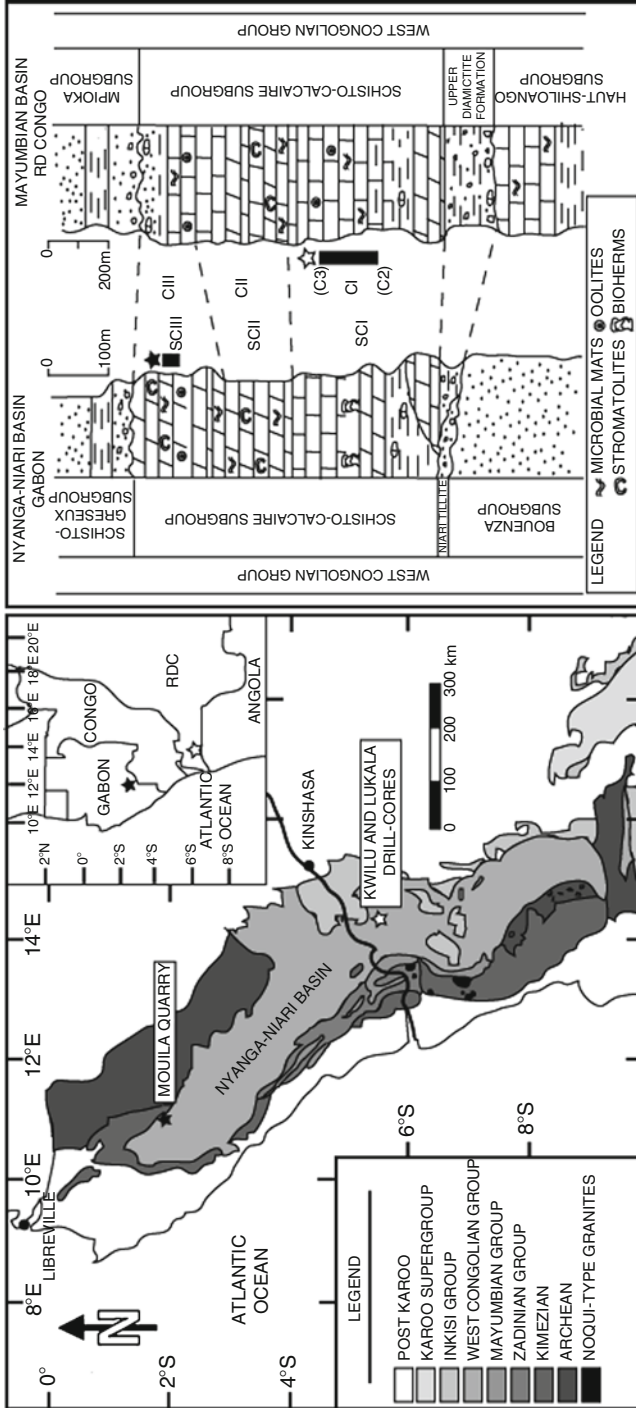 8°E
10°E
12°E
14°E
0°
2°S
4°S
6°S
8°S
N
LIBREVILLE
MOUILA QUARRY
NYANGA-NIARI BASIN
ATLANTIC
OCEAN
KINSHASA
KWILU AND LUKALA
DRILL-CORES
0 100 200 300 km
10°E 12°E 14°E 16°E 18°E 20°E
2°N
0°
2°S
4°S
6°S
8°S
GABON
CONGO
RDC
ANGOLA
ATLANTIC
OCEAN
LEGEND
POST KAROO
KAROO SUPERGROUP
INKISI GROUP
WEST CONGOLIAN GROUP
MAYUMBIAN GROUP
ZADINIAN GROUP
KIMEZIAN
ARCHEAN
NOQUI-TYPE GRANITES
NYANGA-NIARI BASIN
GABON
MAYUMBIAN BASIN
RD CONGO
WEST CONGOLIAN GROUP
SCHISTO-
GRESEUX
SUBGROUP
SCHISTO-CALCAIRE SUBGROUP
NIARI TILLITE
BOUENZA
SUBGROUP
0
100m
0
200m
SCIII
CIII
SCII
CII
SCI
(C3)
CI
(C2)
MPIOKA
SUBGROUP
SCHISTO-CALCAIRE SUBGROUP
UPPER
DIAMICTITE
FORMATION
HAUT-SHILOANGO
SUBGROUP
WEST CONGOLIAN GROUP
LEGEND
MICROBIAL MATS
OOLITES
STROMATOLITES
BIOHERMS